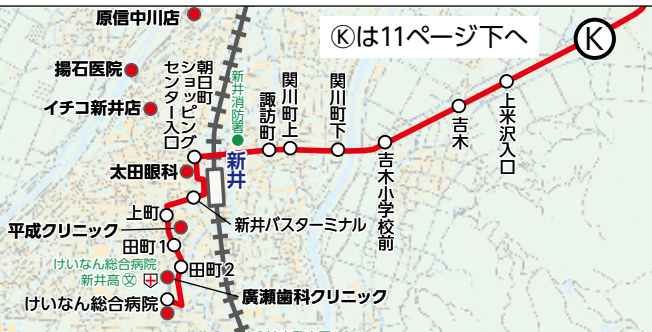 原信中川店
Ⓚは11ページ下へ
K
揚石医院
イチコ新井店
朝日町
ショッピング
センター入口
新井消防署
新井
諏訪町
関川町上
関川町下
吉木小学校前
吉木
上米沢入口
太田眼科
新井バスターミナル
上町
平成クリニック
田町1
田町2
けいなん総合病院
新井高 文
廣瀬歯科クリニック
けいなん総合病院